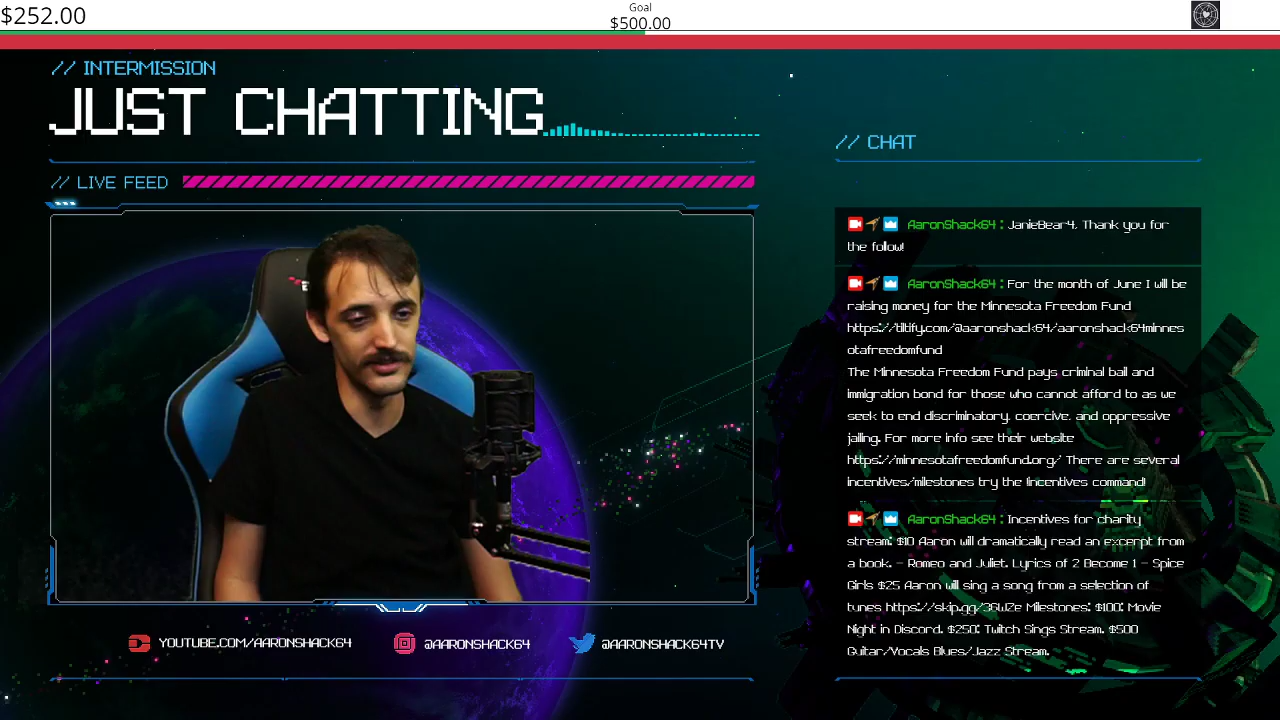 $252.00
Goal
$500.00
// INTERMISSION
JUST CHATTING
// LIVE FEED
// CHAT
AaronShack64 : JanieBear4, Thank you for
the follow!
AaronShack64 : For the month of June I will be
raising money for the Minnesota Freedom Fund
https://tiltify.com/@aaronshack64/aaronshack64minnes
otafreedomfund
The Minnesota Freedom Fund pays criminal bail and
immigration bond for those who cannot afford to as we
seek to end discriminatory, coercive, and oppressive
jailing. For more info see their website
https://minnesotafreedomfund.org/ There are several
incentives/milestones try the !incentives command!
AaronShack64 : Incentives for charity
stream: $10 Aaron will dramatically read an excerpt from
a book. - Romeo and Juliet, Lyrics of 2 Become 1 - Spice
Girls $25 Aaron will sing a song from a selection of
tunes https://skip.gg/36W2e Milestones: $100: Movie
Night in Discord. $250: Twitch Sings Stream. $500
Guitar/Vocals Blues/Jazz Stream.
YOUTUBE.COM/AARONSHACK64
@AARONSHACK64
@AARONSHACK64TV